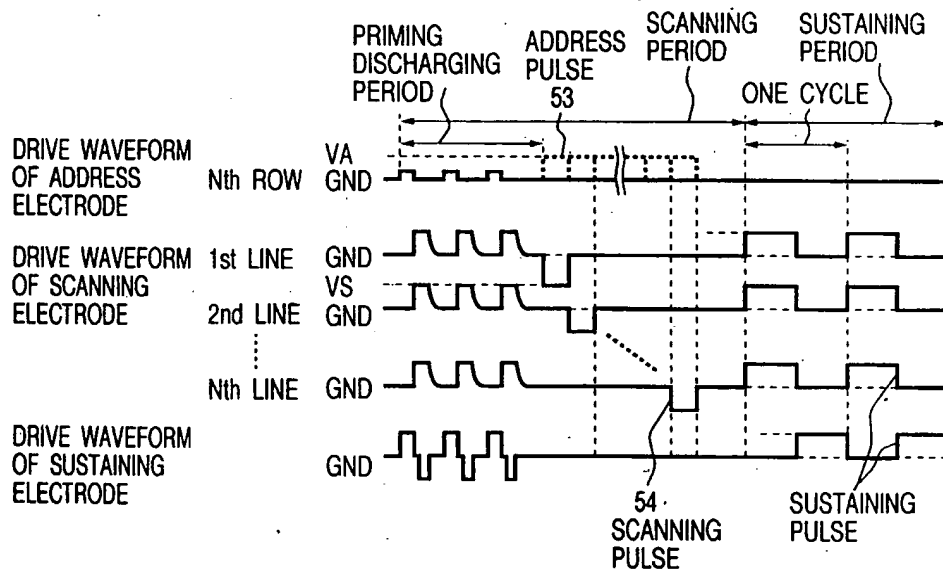 PRIMING
DISCHARGING
PERIOD
ADDRESS
PULSE
53
SCANNING
PERIOD
SUSTAINING
PERIOD
ONE CYCLE
DRIVE WAVEFORM
OF ADDRESS
ELECTRODE
Nth ROW
VA
GND
DRIVE WAVEFORM
OF SCANNING
ELECTRODE
1st LINE
GND
VS
2nd LINE
GND
Nth LINE
GND
DRIVE WAVEFORM
OF SUSTAINING
ELECTRODE
GND
54
SCANNING
PULSE
SUSTAINING
PULSE